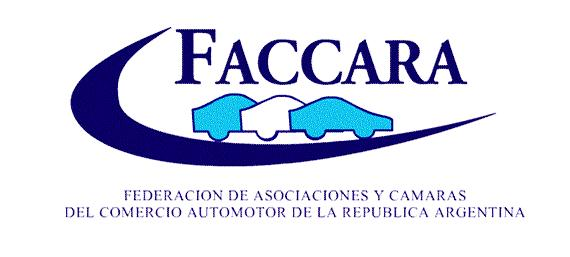 FACCARA
FEDERACION DE ASOCIACIONES Y CAMARAS
DEL COMERCIO AUTOMOTOR DE LA REPUBLICA ARGENTINA